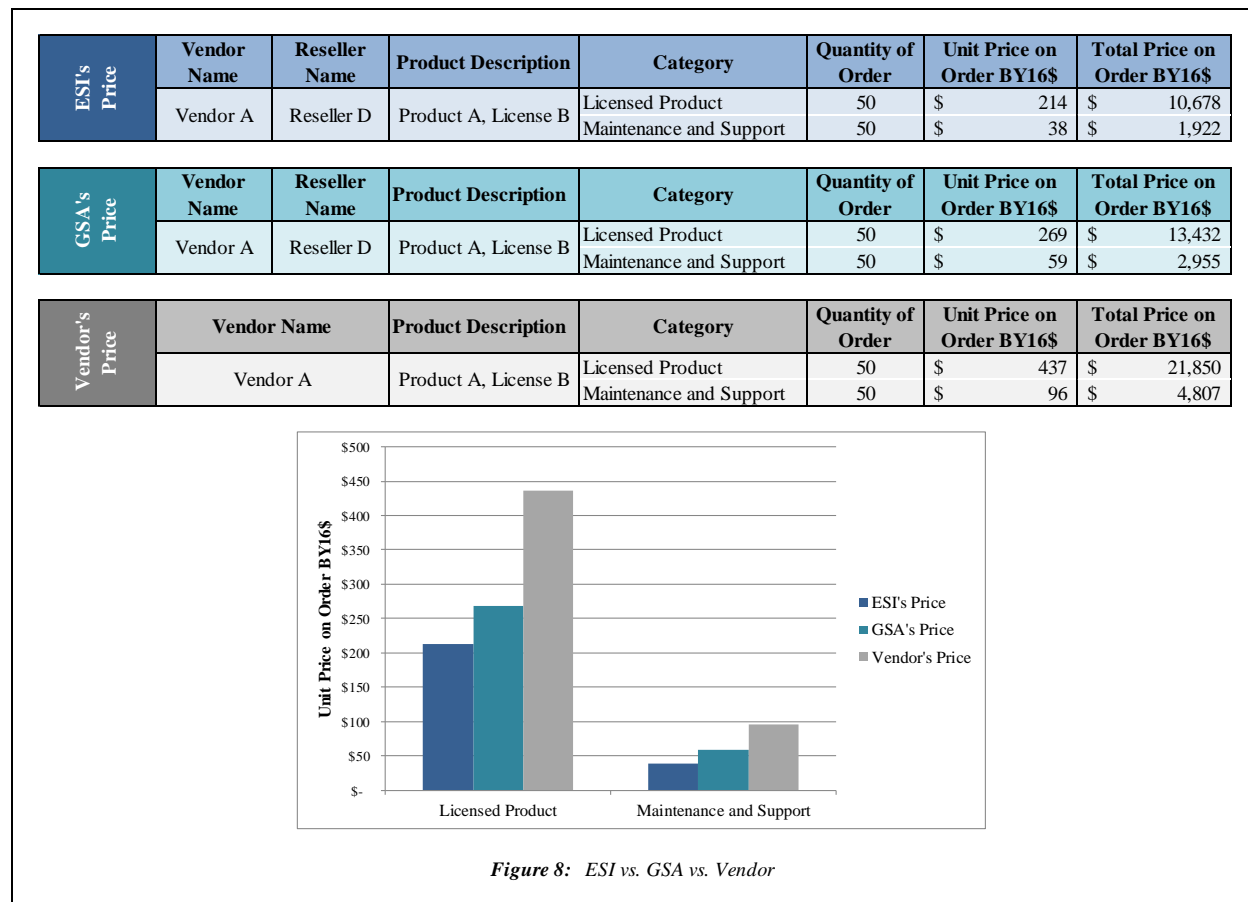 ESI's Price
Vendor Name Reseller Name Product Description Category Quantity of Order Unit Price on Order BY16$ Total Price on Order BY16$
Vendor A Reseller D Product A, License B Licensed Product 50 $ 214 $ 10,678
Maintenance and Support 50 $ 38 $ 1,922
GSA's Price
Vendor Name Reseller Name Product Description Category Quantity of Order Unit Price on Order BY16$ Total Price on Order BY16$
Vendor A Reseller D Product A, License B Licensed Product 50 $ 269 $ 13,432
Maintenance and Support 50 $ 59 $ 2,955
Vendor's Price
Vendor Name Product Description Category Quantity of Order Unit Price on Order BY16$ Total Price on Order BY16$
Vendor A Product A, License B Licensed Product 50 $ 437 $ 21,850
Maintenance and Support 50 $ 96 $ 4,807
Unit Price on Order BY16$
$500
$450
$400
$350
$300
$250
$200
$150
$100
$50
$-
Licensed Product Maintenance and Support
ESI's Price
GSA's Price
Vendor's Price
Figure 8: ESI vs. GSA vs. Vendor